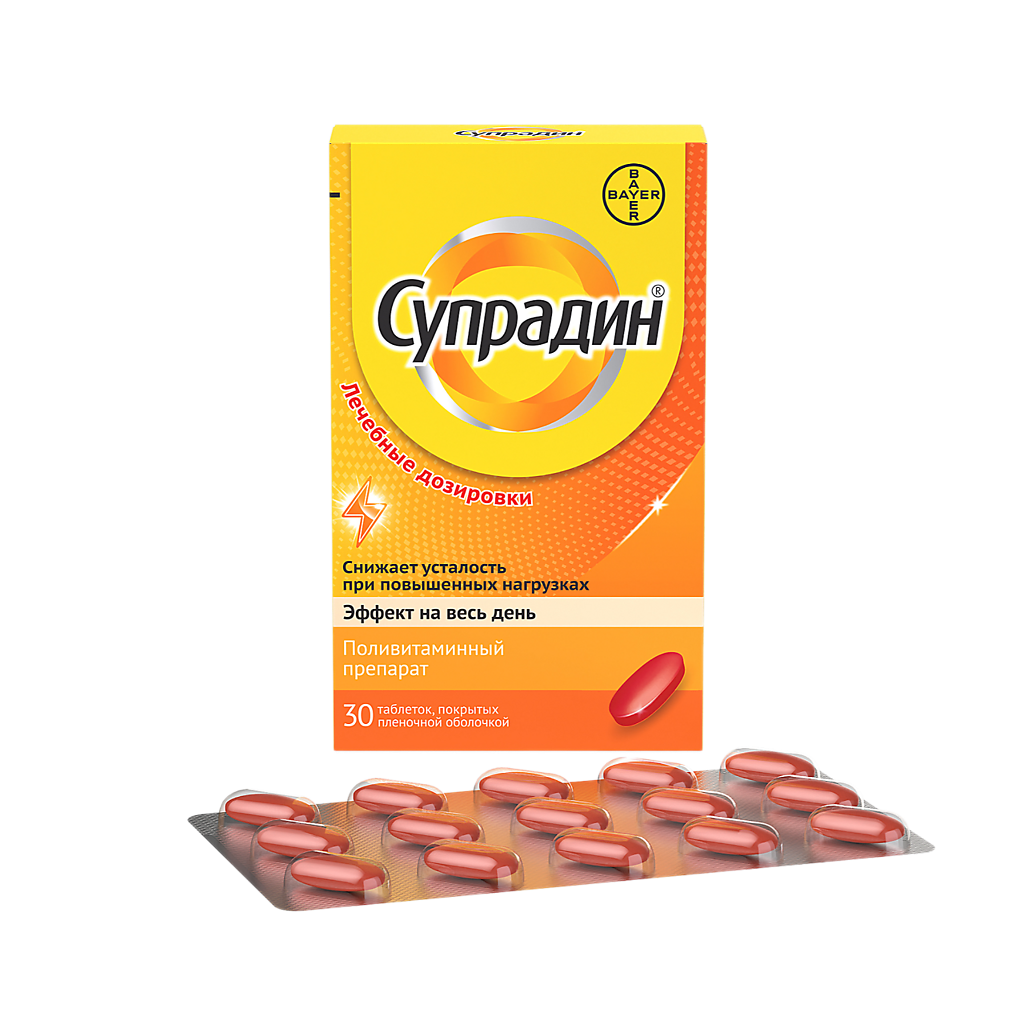 Супрадин
BAYER
BAYER
Супрадин®
Лечебные дозировки
Снижает усталость
при повышенных нагрузках
Эффект на весь день
Поливитаминный
препарат
30 таблеток, покрытых
пленочной оболочкой